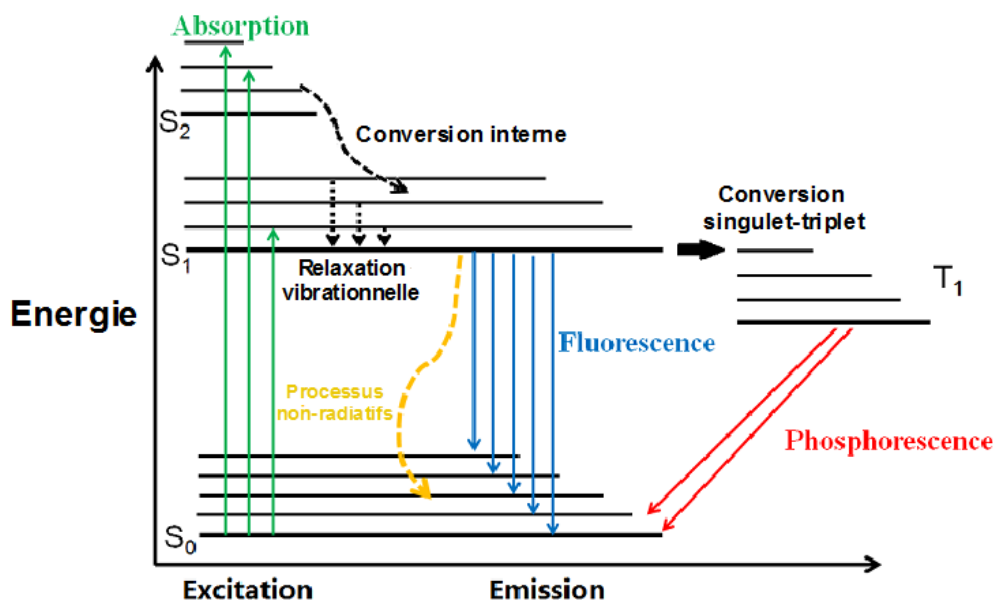 Absorption
S2
Conversion interne
Conversion
singulet-triplet
S1
Relaxation
vibrationnelle
T1
Energie
Fluorescence
Processus
non-radiatifs
Phosphorescence
S0
Excitation
Emission